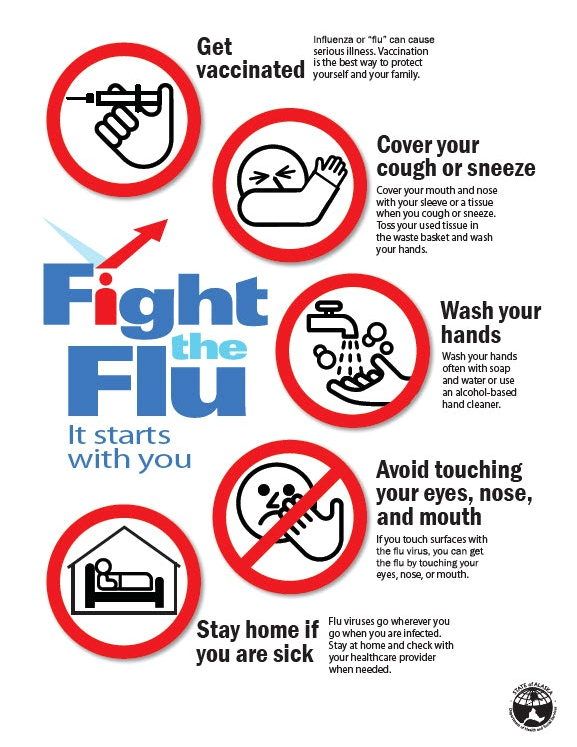 Get
vaccinated
Influenza or "flu" can cause
serious illness. Vaccination
is the best way to protect
yourself and your family.
Cover your
cough or sneeze
Cover your mouth and nose
with your sleeve or a tissue
when you cough or sneeze.
Toss your used tissue in
the waste basket and wash
your hands.
Fight
the
Flu
It starts
with you
Wash your
hands
Wash your hands
often with soap
and water or use
an alcohol-based
hand cleaner.
Avoid touching
your eyes, nose,
and mouth
If you touch surfaces with
the flu virus, you can get
the flu by touching your
eyes, nose, or mouth.
Stay home if
you are sick
Flu viruses go wherever you
go when you are infected.
Stay at home and check with
your healthcare provider
when needed.
STATE of ALASKA
Department of Health and Social Services